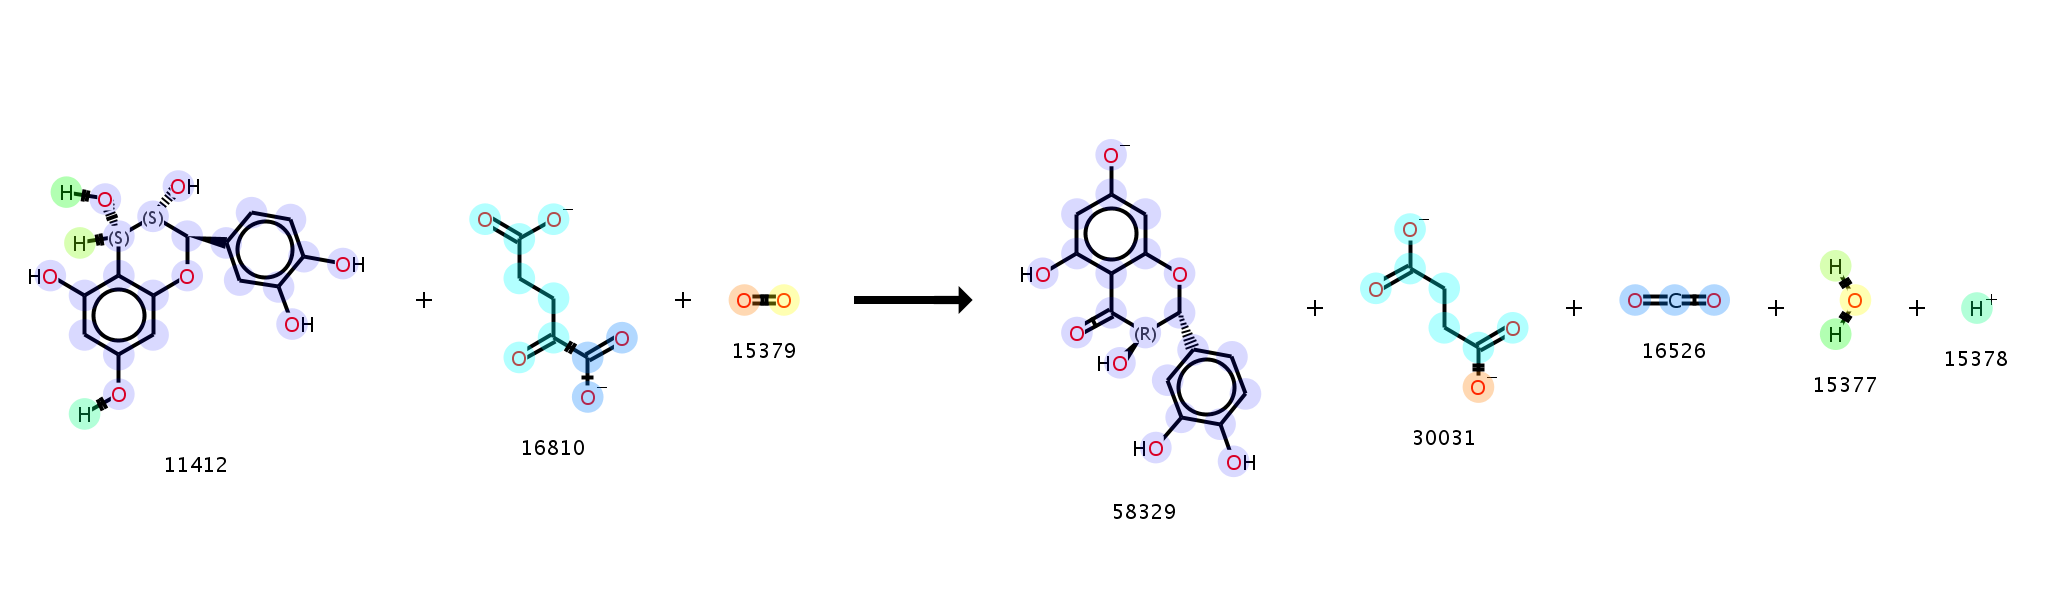 H O OH
H (S) (S)
HO O OH
OH
H O
11412
+
O O−
O O
O−
16810
+
O O
15379
O−
HO O
O (R)
HO
HO
OH
58329
+
O−
O O
O−
30031
+
O C O
16526
+
H
O
H
15377
+
H+
15378